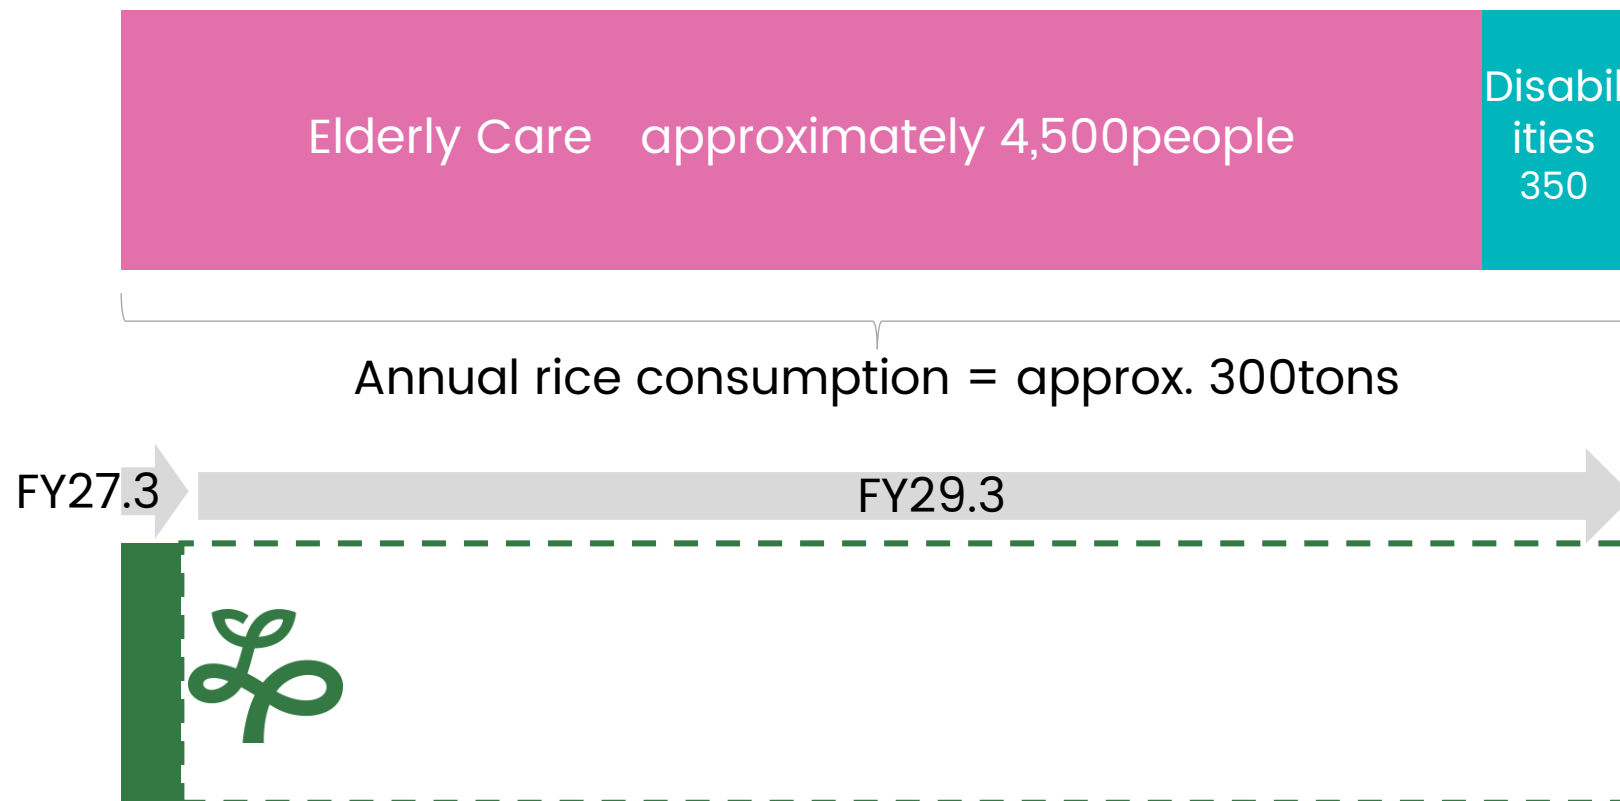 Elderly Care　approximately 4,500people
Disabil
ities
350
Annual rice consumption = approx. 300tons
FY27.3
FY29.3